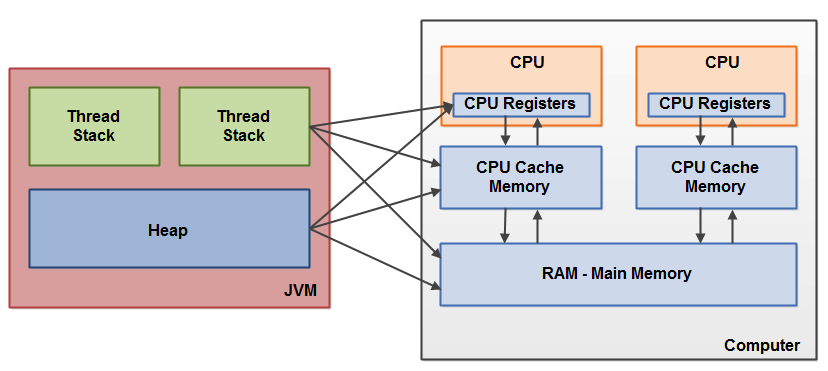 Thread
Stack
Thread
Stack
Heap
JVM
CPU
CPU Registers
CPU Cache
Memory
CPU
CPU Registers
CPU Cache
Memory
RAM - Main Memory
Computer